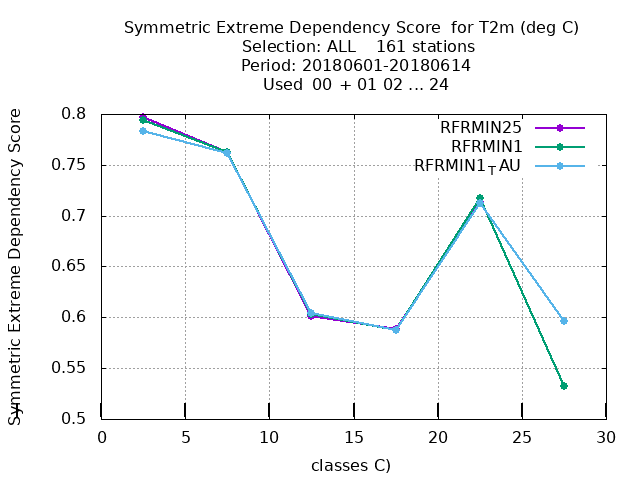 Symmetric Extreme Dependency Score  for T2m (deg C)
Selection: ALL    161 stations
Period: 20180601-20180614
Used  00 + 01 02 ... 24
Symmetric Extreme Dependency Score
0.8
0.75
0.7
0.65
0.6
0.55
0.5
RFRMIN25
RFRMIN1
RFRMIN1TAU
0
5
10
15
20
25
30
classes C)